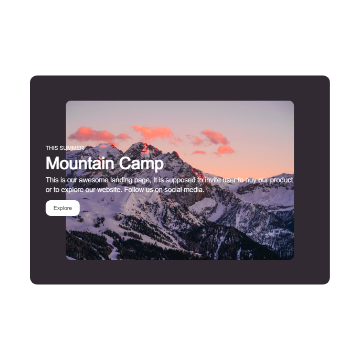 THIS SUMMER
Mountain Camp
This is our awesome landing page, It is supposed to invite user to buy our product
or to explore our website. Follow us on social media.
Explore